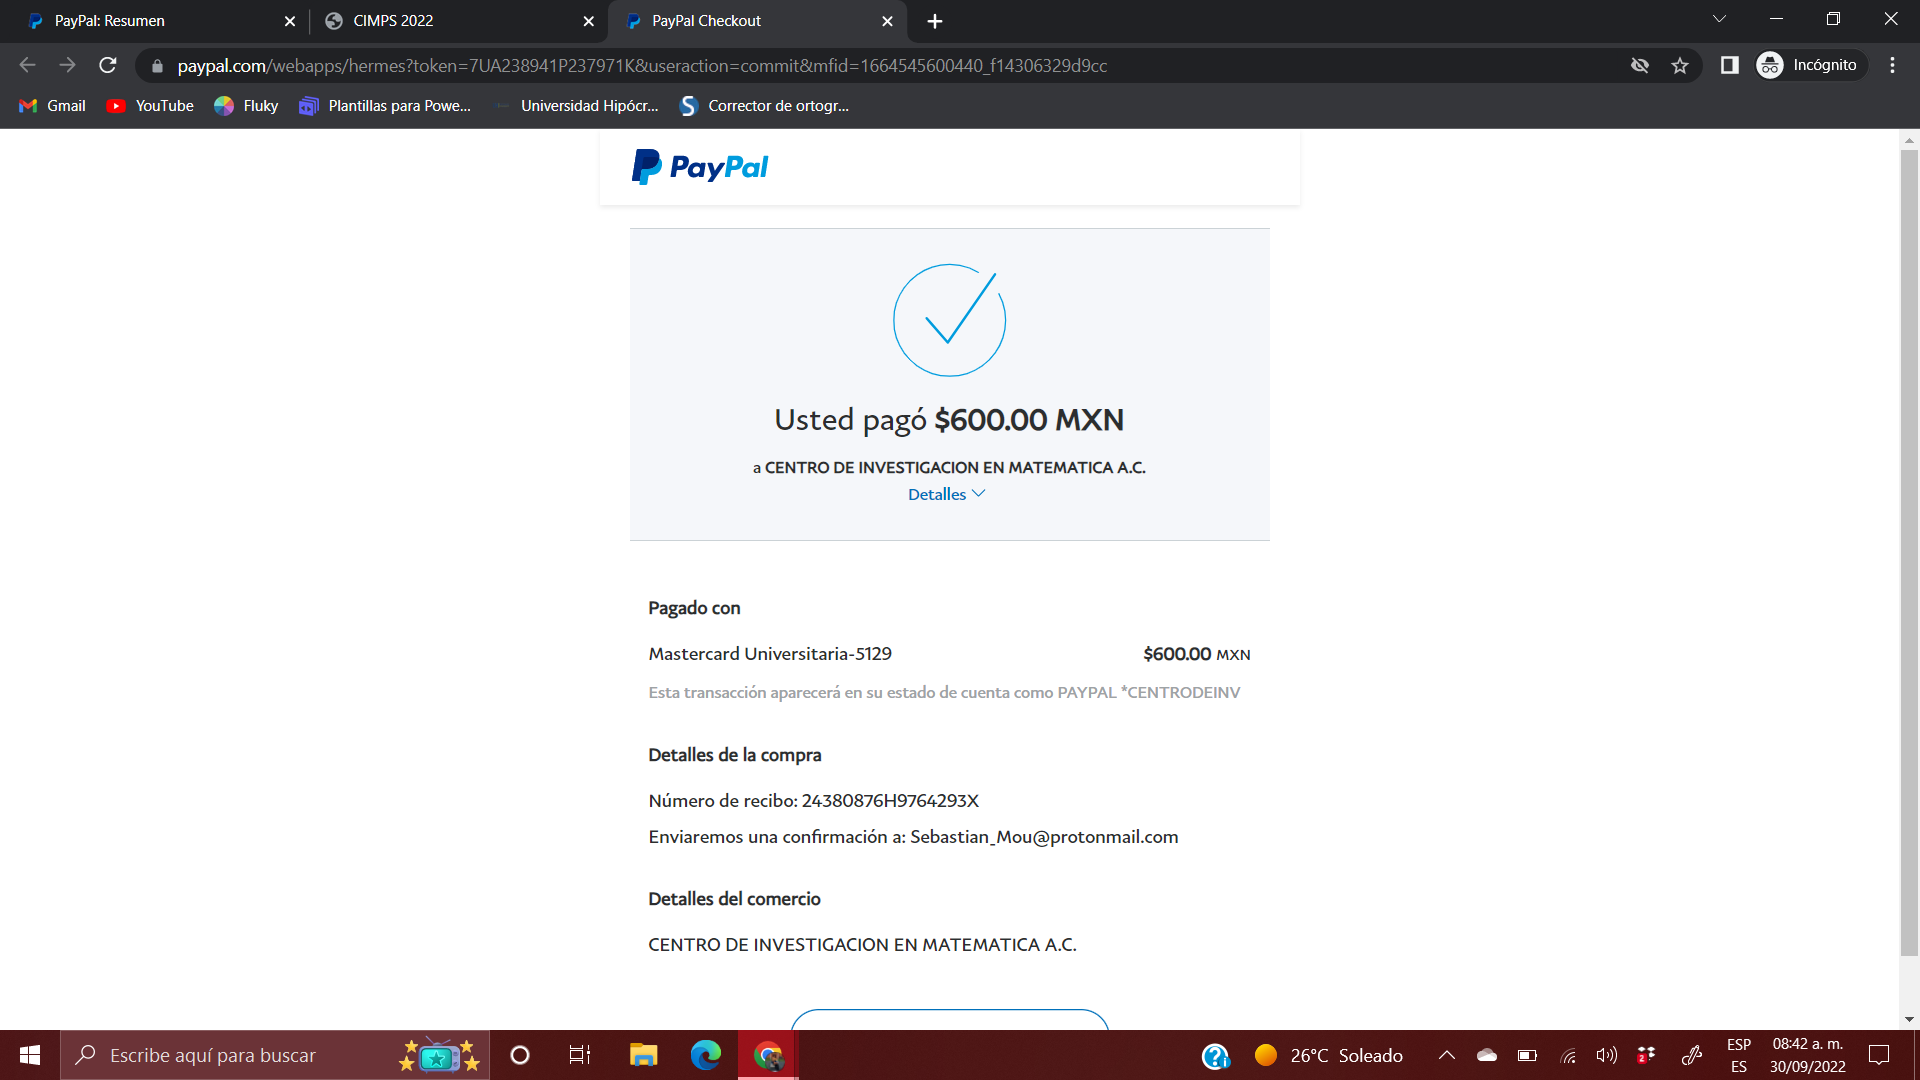 PayPal: Resumen
CIMPS 2022
PayPal Checkout
paypal.com/webapps/hermes?token=7UA238941P237971K&useraction=commit&mfid=1664545600440_f14306329d9cc
Incógnito
Gmail
YouTube
Fluky
Plantillas para Powe...
Universidad Hipócr...
Corrector de ortogr...
PayPal
Usted pagó $600.00 MXN
a CENTRO DE INVESTIGACION EN MATEMATICA A.C.
Detalles
Pagado con
Mastercard Universitaria-5129 $600.00 MXN
Esta transacción aparecerá en su estado de cuenta como PAYPAL *CENTRODEINV
Detalles de la compra
Número de recibo: 24380876H9764293X
Enviaremos una confirmación a: Sebastian_Mou@protonmail.com
Detalles del comercio
CENTRO DE INVESTIGACION EN MATEMATICA A.C.
Escribe aquí para buscar
26°C Soleado
2
ESP
ES
08:42 a. m.
30/09/2022